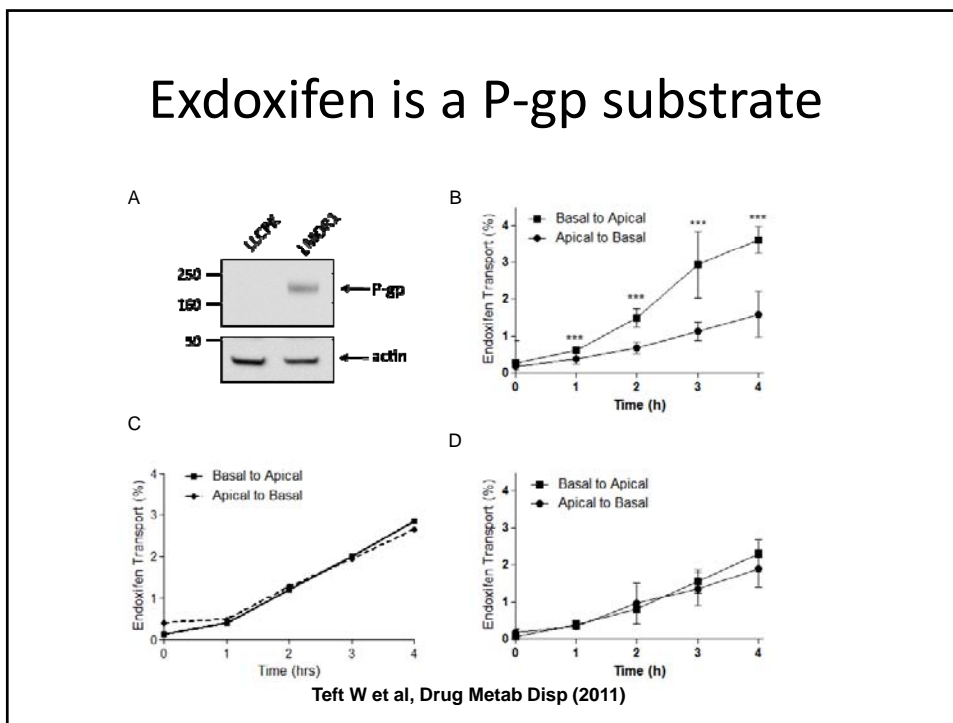 Exdoxifen is a P-gp substrate
A
LLCPK
LMDR1
250
160
P-gp
50
actin
B
Basal to Apical
Apical to Basal
Endoxifen Transport (%)
4
3
2
1
0
***
***
***
***
0 1 2 3 4
Time (h)
C
Basal to Apical
Apical to Basal
Endoxifen Transport (%)
4
3
2
1
0
0 1 2 3 4
Time (hrs)
D
Basal to Apical
Apical to Basal
Endoxifen Transport (%)
4
3
2
1
0
0 1 2 3 4
Time (h)
Teft W et al, Drug Metab Disp (2011)